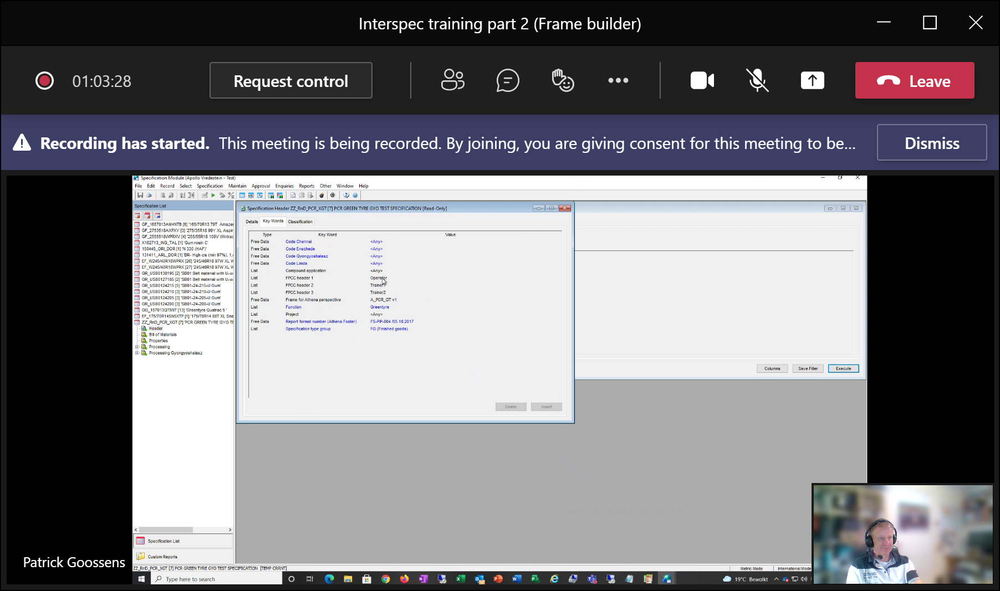 Interspec training part 2 (Frame builder)
01:03:28
Request control
Leave
Recording has started. This meeting is being recorded. By joining, you are giving consent for this meeting to be...
Dismiss
Specification Module (Apollo Vredestein - Test)
File Edit Record Select Specification Maintain Approval Enquiries Reports Other Window Help
Specification List
GF_1657013AM4NTB [6] '165/70R13 79T Amazer
GF_2753518AXPXY [3] '275/35R18 99Y XL Aspir
GF_2555518WPRXV [4] '255/55R18 109V Wintrac
X162713_ING_TAL [1] 'Gum rosin C'
150445_ORI_DOR [1] 'N 330 (HAF)'
131411_ARL_DOR [1] 'BR- High cis (min 97%), 1,
EF_W245/40R18WPRX [26] '245/40R18 97W XL W
EF_W245/40R18WPRX [27] '245/40R18 97W XL W
GR_USB0130195 [2] 'SB01 Belt material with U-w
GR_USB0127185 [2] 'SB01 Belt material with U-w
GR_USB0124215 [5] 'SB01-24-215-U Gum'
GR_USB0124210 [3] 'SB01-24-210-U Gum'
GR_USB0124205 [3] 'SB01-24-205-U Gum'
GR_USB0124200 [3] 'SB01-24-200-U Gum'
GG_157013QT5NT [13] 'Greentyre Quatrac 5 '
EF_175/70R14SN5XTP [1] '175/70R14 88T XL Sno
ZZ_RnD_PCR_XGT [7] 'PCR GREEN TYRE GYO TE
Header
Bill of Materials
Properties
Processing
Processing Gyongyoshalasz
Specification Header ZZ_RnD_PCR_XGT [7] PCR GREEN TYRE GYO TEST SPECIFICATION [Read-Only]
Details Key Words Classification
Type Key Word Value
Free Data Code Chennai <Any>
Free Data Code Enschede <Any>
Free Data Code Gyongyoshalasz <Any>
Free Data Code Limda <Any>
List Compound application <Any>
List FPCC header 1 Operator
List FPCC header 2 Trainer1
List FPCC header 3 Trainer2
Free Data Frame for Athena perspective A_PCR_GT v1
List Function Greentyre
List Project <Any>
Free Data Report format number (Athena Footer) FS-PIP-004 /05.10.2017
List Specification type group FG (Finished goods)
Delete Insert
Columns Save Filter Execute
Specification List
Custom Reports
Patrick Goossens
ZZ_RnD_PCR_XGT [7] PCR GREEN TYRE GYO TEST SPECIFICATION [TEMP CRRNT]
Metric Mode International Mode
Type here to search
19°C Bewolkt